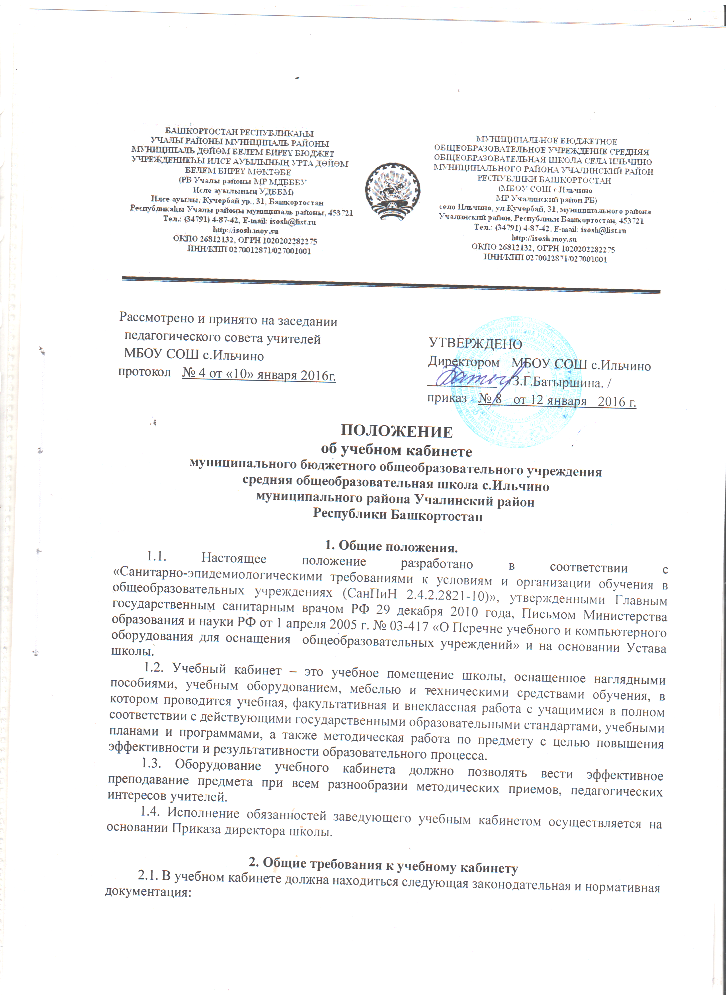 БАШКОРТОСТАН РЕСПУБЛИКАҺЫ
УЧАЛЫ РАЙОНЫ МУНИЦИПАЛЬ РАЙОНЫ
МУНИЦИПАЛЬ ДӨЙӨМ БЕЛЕМ БИРЕҮ БЮДЖЕТ
УЧРЕЖДЕНИЕҺЫ ИЛСЕ АУЫЛЫНЫҢ УРТА ДӨЙӨМ
БЕЛЕМ БИРЕҮ МӘКТӘБЕ
(РБ Учалы районы МР МДББУ
Исле ауылының УДББМ)
Илсе ауылы, Кучербай ур., 31, Башҡортостан
Республикаһы Учалы районы муниципаль районы, 453721
Тел.: (34791) 4-87-42, E-mail: isosh@list.ru
http://isosh.moy.su
ОКПО 26812132, ОГРН 1020202282275
ИНН/КПП 0270012871/027001001
МУНИЦИПАЛЬНОЕ БЮДЖЕТНОЕ
ОБЩЕОБРАЗОВАТЕЛЬНОЕ УЧРЕЖДЕНИЕ СРЕДНЯЯ
ОБЩЕОБРАЗОВАТЕЛЬНАЯ ШКОЛА СЕЛА ИЛЬЧИНО
МУНИЦИПАЛЬНОГО РАЙОНА УЧАЛИНСКИЙ РАЙОН
РЕСПУБЛИКИ БАШКОРТОСТАН
(МБОУ СОШ с.Ильчино
МР Учалинский район РБ)
село Ильчино, ул.Кучербай, 31, муниципального района
Учалинский район, Республики Башкортостан, 453721
Тел.: (34791) 4-87-42, E-mail: isosh@list.ru
http://isosh.moy.su
ОКПО 26812132, ОГРН 1020202282275
ИНН/КПП 0270012871/027001001
Рассмотрено и принято на заседании
педагогического совета учителей
МБОУ СОШ с.Ильчино
протокол № 4 от «10» января 2016г.
УТВЕРЖДЕНО
Директором МБОУ СОШ с.Ильчино
____________ /З.Г.Батыршина. /
приказ № 8 от 12 января 2016 г.
ПОЛОЖЕНИЕ
об учебном кабинете
муниципального бюджетного общеобразовательного учреждения
средняя общеобразовательная школа с.Ильчино
муниципального района Учалинский район
Республики Башкортостан
1. Общие положения.
1.1. Настоящее положение разработано в соответствии с
«Санитарно-эпидемиологическими требованиями к условиям и организации обучения в
общеобразовательных учреждениях (СанПиН 2.4.2.2821-10)», утвержденными Главным
государственным санитарным врачом РФ 29 декабря 2010 года, Письмом Министерства
образования и науки РФ от 1 апреля 2005 г. № 03-417 «О Перечне учебного и компьютерного
оборудования для оснащения общеобразовательных учреждений» и на основании Устава
школы.
1.2. Учебный кабинет – это учебное помещение школы, оснащенное наглядными
пособиями, учебным оборудованием, мебелью и техническими средствами обучения, в
котором проводится учебная, факультативная и внеклассная работа с учащимися в полном
соответствии с действующими государственными образовательными стандартами, учебными
планами и программами, а также методическая работа по предмету с целью повышения
эффективности и результативности образовательного процесса.
1.3. Оборудование учебного кабинета должно позволять вести эффективное
преподавание предмета при всем разнообразии методических приемов, педагогических
интересов учителей.
1.4. Исполнение обязанностей заведующего учебным кабинетом осуществляется на
основании Приказа директора школы.
2. Общие требования к учебному кабинету
2.1. В учебном кабинете должна находиться следующая законодательная и нормативная
документация: